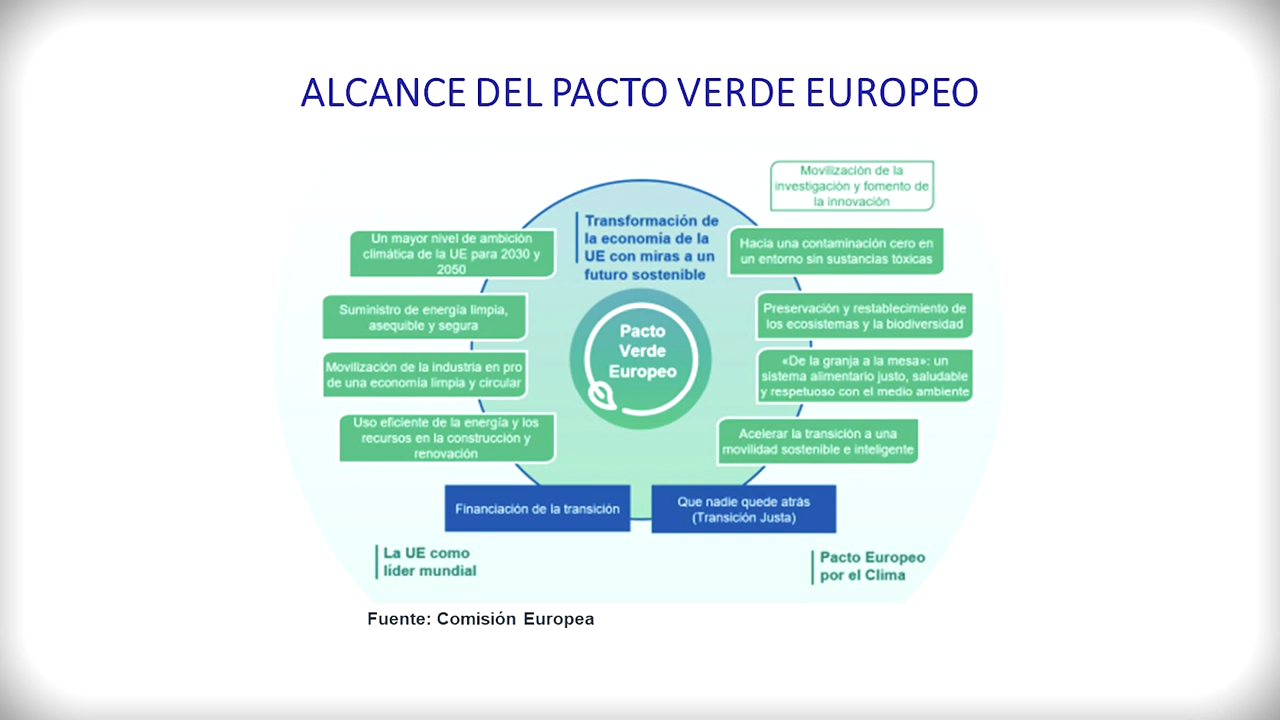 ALCANCE DEL PACTO VERDE EUROPEO
Movilización de la
investigación y fomento de
la innovación
Transformación de
la economía de la
UE con miras a un
futuro sostenible
Un mayor nivel de ambición
climática de la UE para 2030 y
2050
Hacia una contaminación cero en
un entorno sin sustancias tóxicas
Suministro de energía limpia,
asequible y segura
Preservación y restablecimiento de
los ecosistemas y la biodiversidad
Pacto
Verde
Europeo
Movilización de la industria en pro
de una economía limpia y circular
«De la granja a la mesa»: un
sistema alimentario justo, saludable
y respetuoso con el medio ambiente
Uso eficiente de la energía y los
recursos en la construcción y
renovación
Acelerar la transición a una
movilidad sostenible e inteligente
Financiación de la transición
Que nadie quede atrás
(Transición Justa)
La UE como
líder mundial
Pacto Europeo
por el Clima
Fuente: Comisión Europea